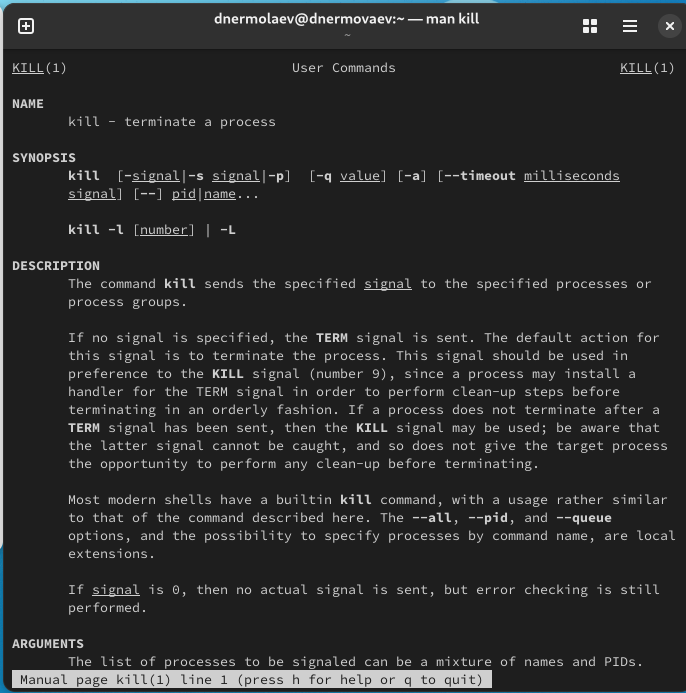 dnermolaev@dnermovaev:~ — man kill
~
KILL(1) User Commands KILL(1)
NAME
kill - terminate a process
SYNOPSIS
kill [-signal|-s signal|-p] [-q value] [-a] [--timeout milliseconds
signal] [--] pid|name...
kill -l [number] | -L
DESCRIPTION
The command kill sends the specified signal to the specified processes or
process groups.
If no signal is specified, the TERM signal is sent. The default action for
this signal is to terminate the process. This signal should be used in
preference to the KILL signal (number 9), since a process may install a
handler for the TERM signal in order to perform clean-up steps before
terminating in an orderly fashion. If a process does not terminate after a
TERM signal has been sent, then the KILL signal may be used; be aware that
the latter signal cannot be caught, and so does not give the target process
the opportunity to perform any clean-up before terminating.
Most modern shells have a builtin kill command, with a usage rather similar
to that of the command described here. The --all, --pid, and --queue
options, and the possibility to specify processes by command name, are local
extensions.
If signal is 0, then no actual signal is sent, but error checking is still
performed.
ARGUMENTS
The list of processes to be signaled can be a mixture of names and PIDs.
Manual page kill(1) line 1 (press h for help or q to quit)